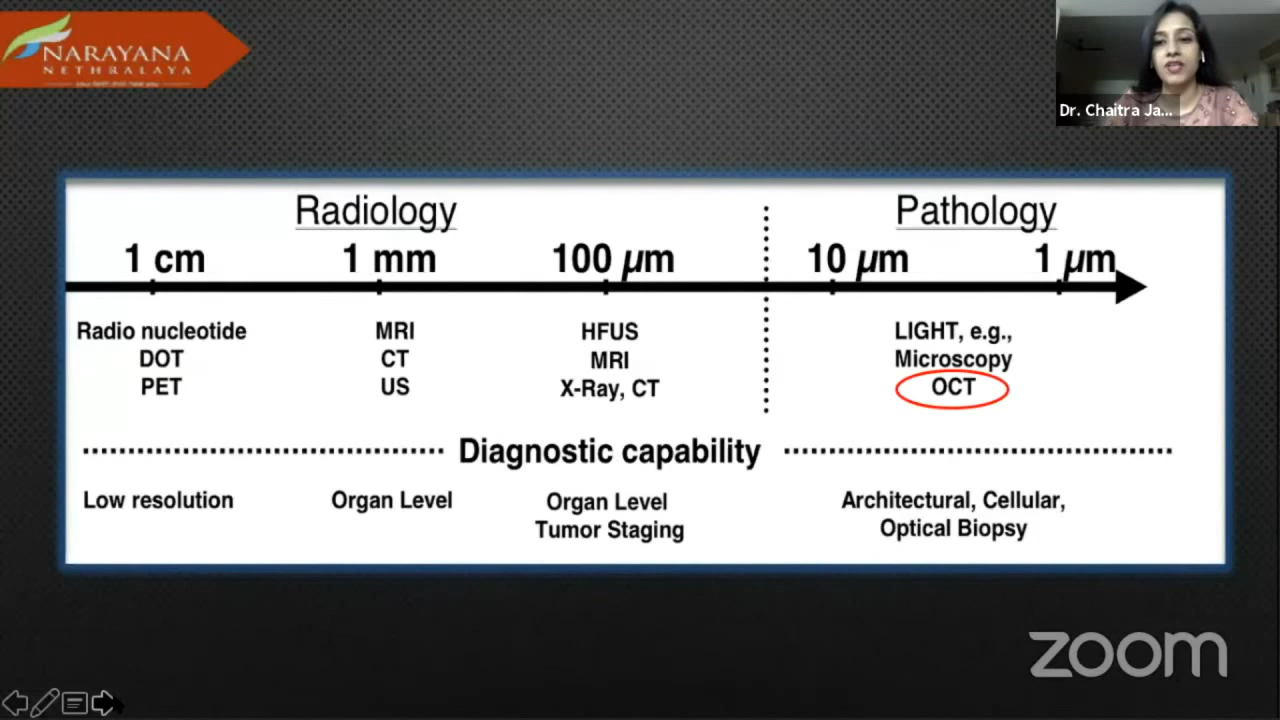 NARAYANA
NETHRALAYA
Dr. Chaitra Ja...
Radiology
Pathology
1 cm
1 mm
100 µm
10 µm
1 µm
Radio nucleotide
DOT
PET
MRI
CT
US
HFUS
MRI
X-Ray, CT
LIGHT, e.g.,
Microscopy
OCT
Diagnostic capability
Low resolution
Organ Level
Organ Level
Tumor Staging
Architectural, Cellular,
Optical Biopsy
zoom